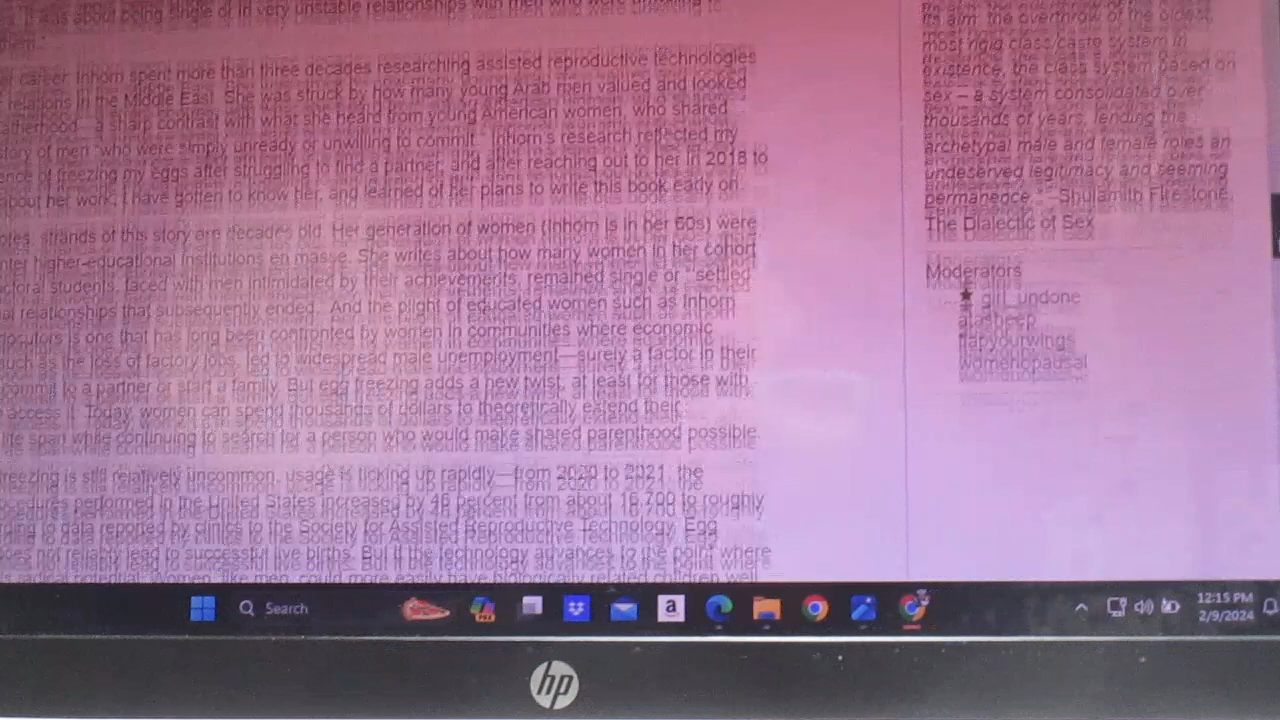 was about being single or in very unstable relationships with men who were unwilling to
career, Inhorn spent more than three decades researching assisted reproductive technologies
relations in the Middle East. She was struck by how many young Arab men valued and looked
fatherhood—a sharp contrast with what she heard from young American women, who shared
story of men "who were simply unready or unwilling to commit." Inhorn's research reflected my
of freezing my eggs after struggling to find a partner, and after reaching out to her in 2018 to
about her work, I have gotten to know her, and learned of her plans to write this book early on.
strands of this story are decades old. Her generation of women (Inhorn is in her 60s) were
higher-educational institutions en masse. She writes about how many women in her cohort
students, faced with men intimidated by their achievements, remained single or "settled
relationships that subsequently ended. And the plight of educated women such as Inhorn
is one that has long been confronted by women in communities where economic
such as the loss of factory jobs, led to widespread male unemployment—surely a factor in their
commit to a partner or start a family. But egg freezing adds a new twist, at least for those with
access it. Today, women can spend thousands of dollars to theoretically extend their
life span while continuing to search for a person who would make shared parenthood possible.
freezing is still relatively uncommon, usage is ticking up rapidly—from 2020 to 2021, the
performed in the United States increased by 46 percent from about 16,700 to roughly
to data reported by clinics to the Society for Assisted Reproductive Technology. Egg
does not reliably lead to successful live births. But if the technology advances to the point where
potential, women, like men, could more easily have biologically related children well
its aim: the overthrow of the oldest,
most rigid class/caste system in
existence, the class system based on
sex – a system consolidated over
thousands of years, lending the
archetypal male and female roles an
undeserved legitimacy and seeming
permanence. –Shulamith Firestone,
The Dialectic of Sex
Moderators
★ girl_undone
flapyourwings
womenopausal
Search
PRE
a
12:15 PM
2/9/2024
hp